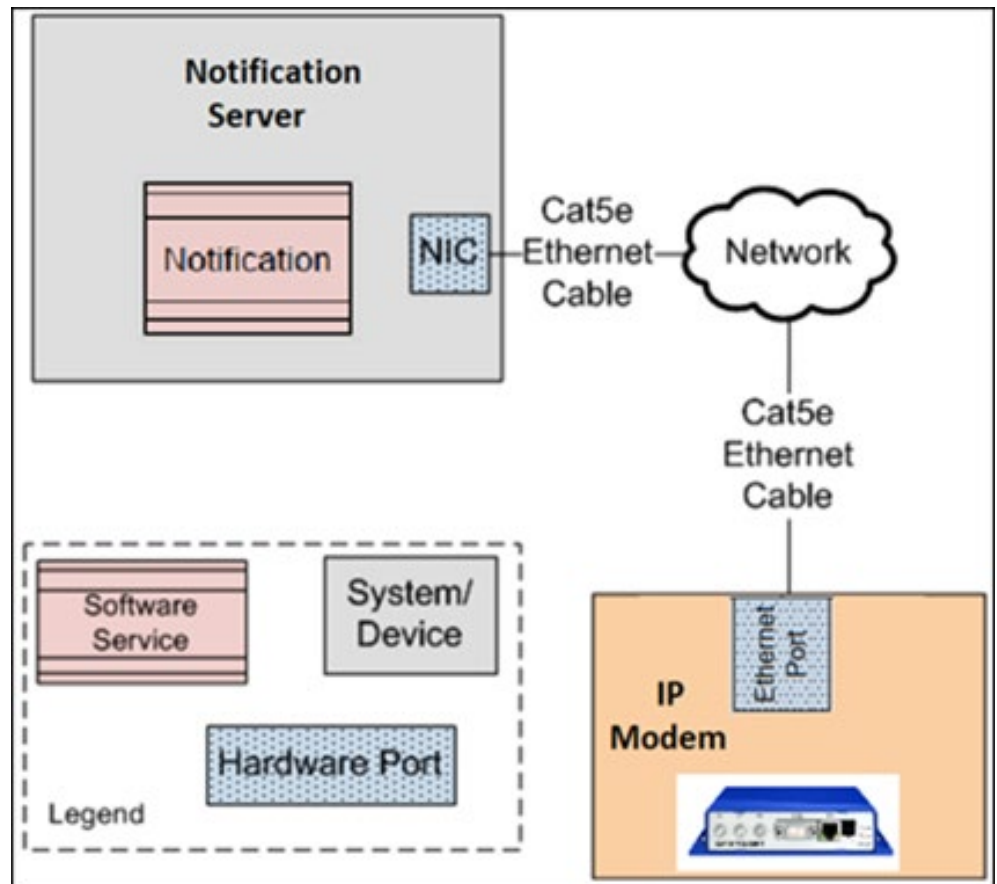 Notification
Server
Notification
NIC
Cat5e
Ethernet
Cable
Network
Cat5e
Ethernet
Cable
Software
Service
System/
Device
Hardware Port
Legend
Ethernet
Port
IP
Modem